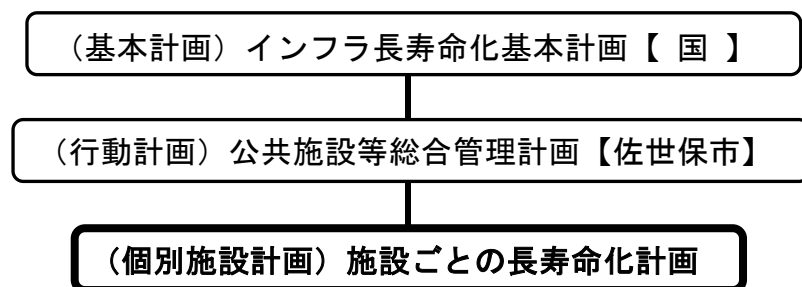 （基本計画）インフラ長寿命化基本計画【 国 】
（行動計画）公共施設等総合管理計画【佐世保市】
（個別施設計画）施設ごとの長寿命化計画